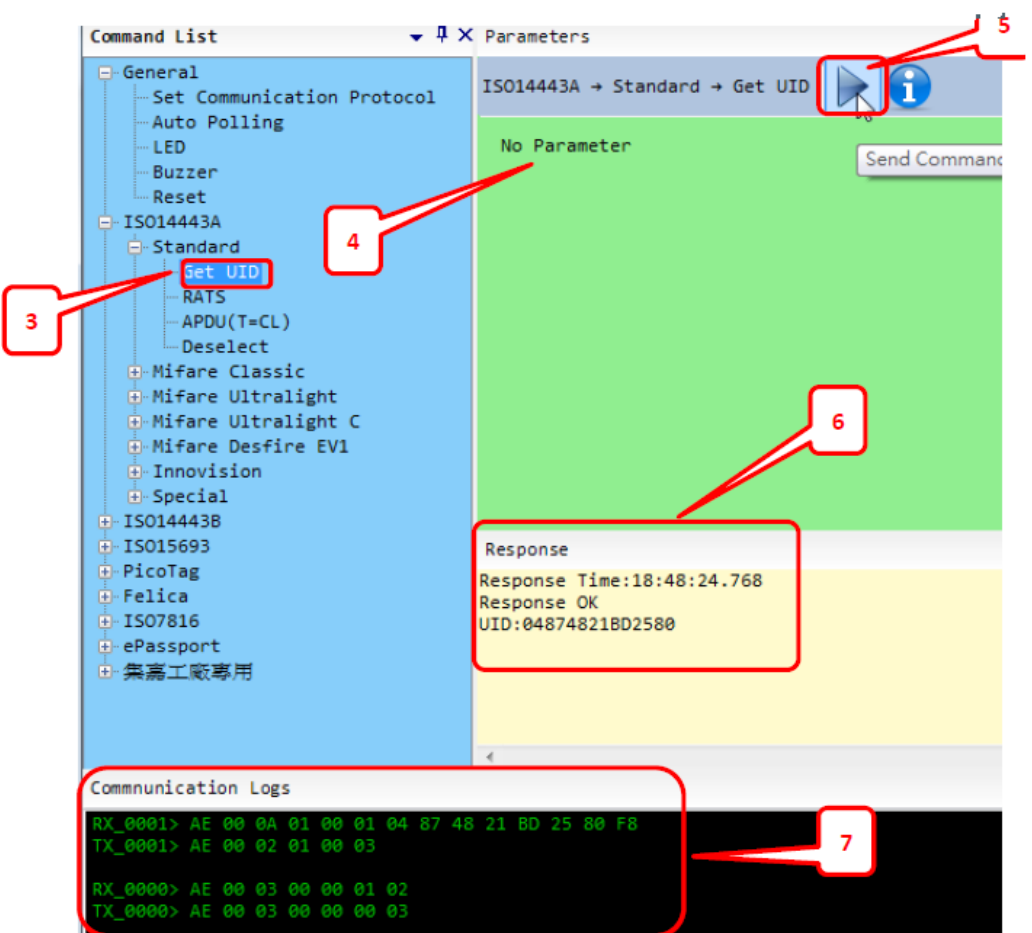 Command List
General
Set Communication Protocol
Auto Polling
LED
Buzzer
Reset
ISO14443A
Standard
Get UID
RATS
APDU(T=CL)
Deselect
Mifare Classic
Mifare Ultralight
Mifare Ultralight C
Mifare Desfire EV1
Innovision
Special
ISO14443B
ISO15693
PicoTag
Felica
ISO7816
ePassport
集嘉工廠專用
3
Parameters
5
ISO14443A → Standard → Get UID
Send Command
No Parameter
4
6
Response
Response Time:18:48:24.768
Response OK
UID:04874821BD2580
Commnunication Logs
RX_0001> AE 00 0A 01 00 01 04 87 48 21 BD 25 80 F8
TX_0001> AE 00 02 01 00 03
RX_0000> AE 00 03 00 00 01 02
TX_0000> AE 00 03 00 00 00 03
7